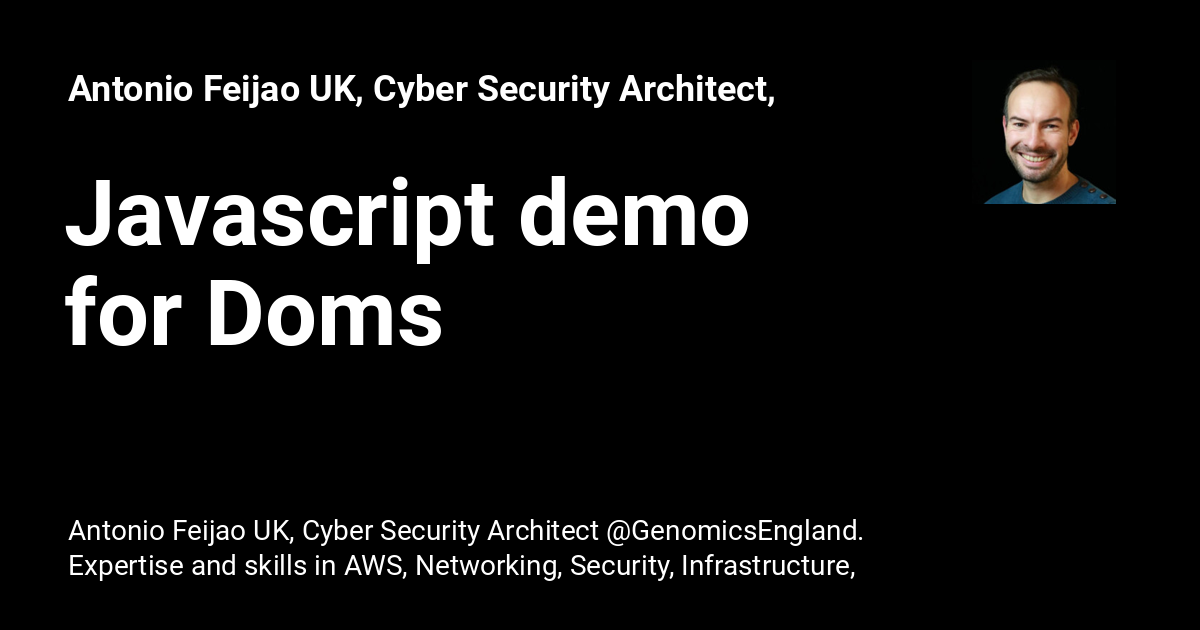 Antonio Feijao UK, Cyber Security Architect,
Javascript demo
for Doms
Antonio Feijao UK, Cyber Security Architect @GenomicsEngland.
Expertise and skills in AWS, Networking, Security, Infrastructure,